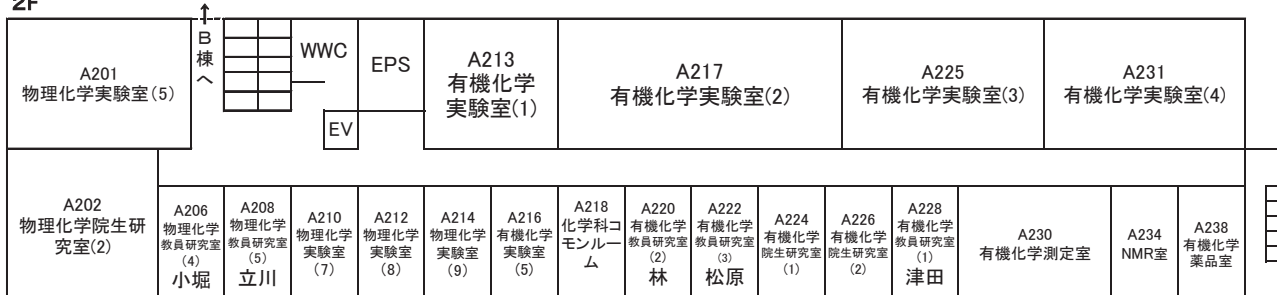 2F
A201
物理化学実験室(5)
B
棟
へ
WWC
EPS
EV
A213
有機化学
実験室(1)
A217
有機化学実験室(2)
A225
有機化学実験室(3)
A231
有機化学実験室(4)
A202
物理化学院生研
究室(2)
A206
物理化学
教員研究室
(4)
小堀
A208
物理化学
教員研究室
(5)
立川
A210
物理化学
実験室
(7)
A212
物理化学
実験室
(8)
A214
物理化学
実験室
(9)
A216
有機化学
実験室
(5)
A218
化学科コ
モンルー
ム
A220
有機化学
教員研究室
(2)
林
A222
有機化学
教員研究室
(3)
松原
A224
有機化学
院生研究室
(1)
A226
有機化学
院生研究室
(2)
A228
有機化学
教員研究室
(1)
津田
A230
有機化学測定室
A234
NMR室
A238
有機化学
薬品室